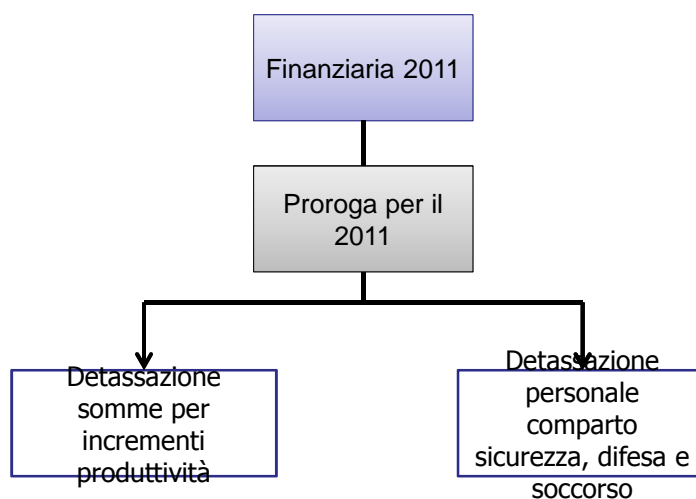 Finanziaria 2011
Proroga per il
2011
Detassazione
somme per
incrementi
produttività
Detassazione
personale
comparto
sicurezza, difesa e
soccorso